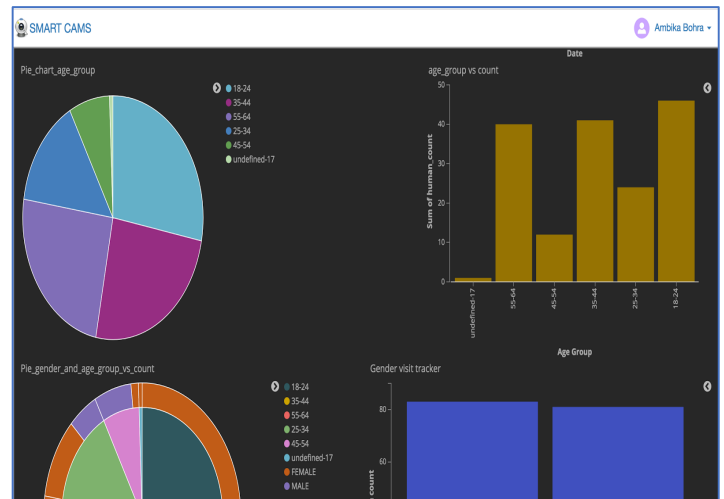 SMART CAMS
Ambika Bohra
Date
Pie_chart_age_group
18-24
35-44
55-64
25-34
45-54
undefined-17
age_group vs count
Sum of human_count
50
40
30
20
10
0
undefined-17
55-64
45-54
35-44
25-34
18-24
Age Group
Pie_gender_and_age_group_vs_count
18-24
35-44
55-64
25-34
45-54
undefined-17
FEMALE
MALE
Gender visit tracker
80
60
count